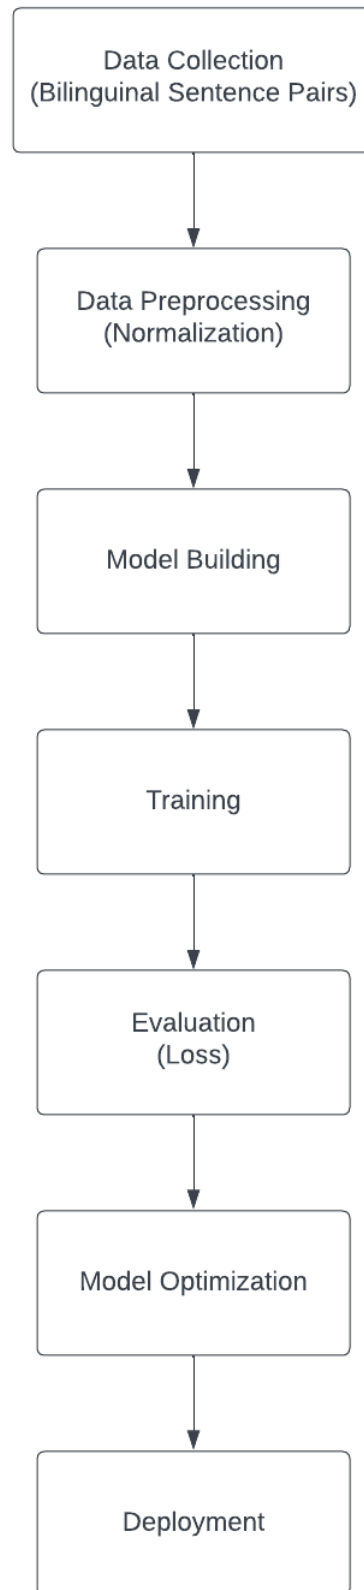 Data Collection
(Bilinguinal Sentence Pairs)
Data Preprocessing
(Normalization)
Model Building
Training
Evaluation
(Loss)
Model Optimization
Deployment